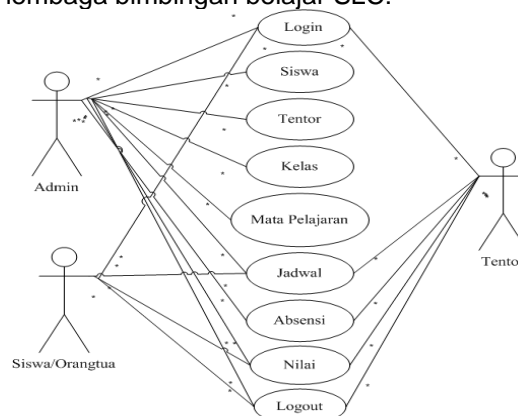 lembaga bimbingan belajar SLC.
Login
Siswa
Tentor
Kelas
Mata Pelajaran
Jadwal
Absensi
Nilai
Logout
Admin
Siswa/Orangtua
Tento